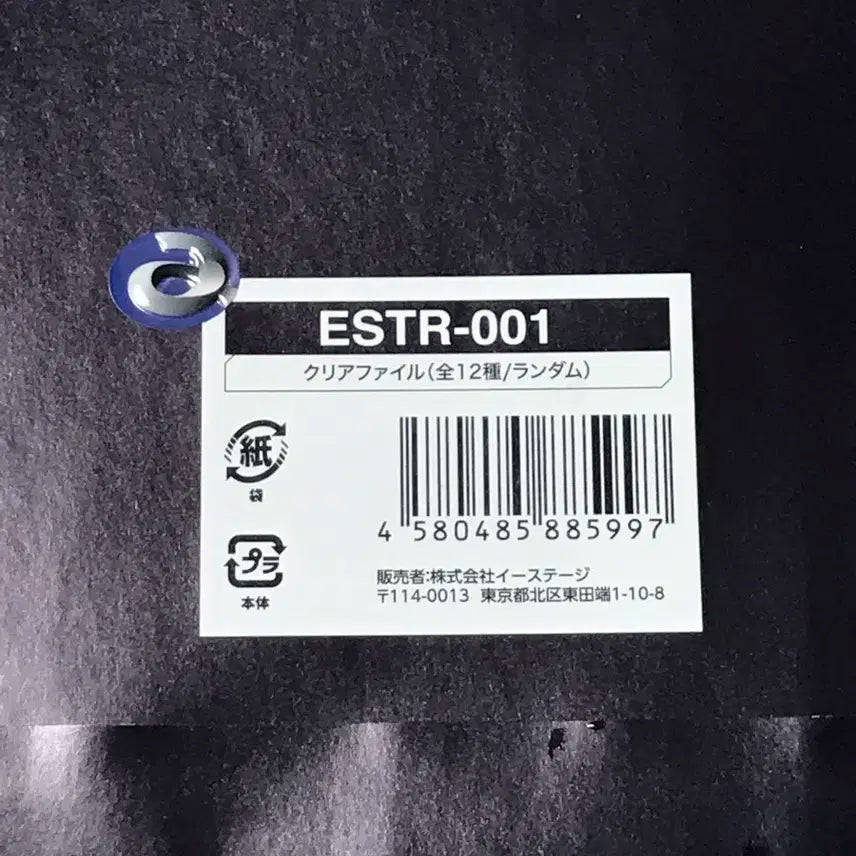 ESTR-001
クリアファイル(全12種/ランダム)
紙
袋
4 580485 885997
プラ
本体
販売者:株式会社イーステージ
〒114-0013 東京都北区東田端1-10-8